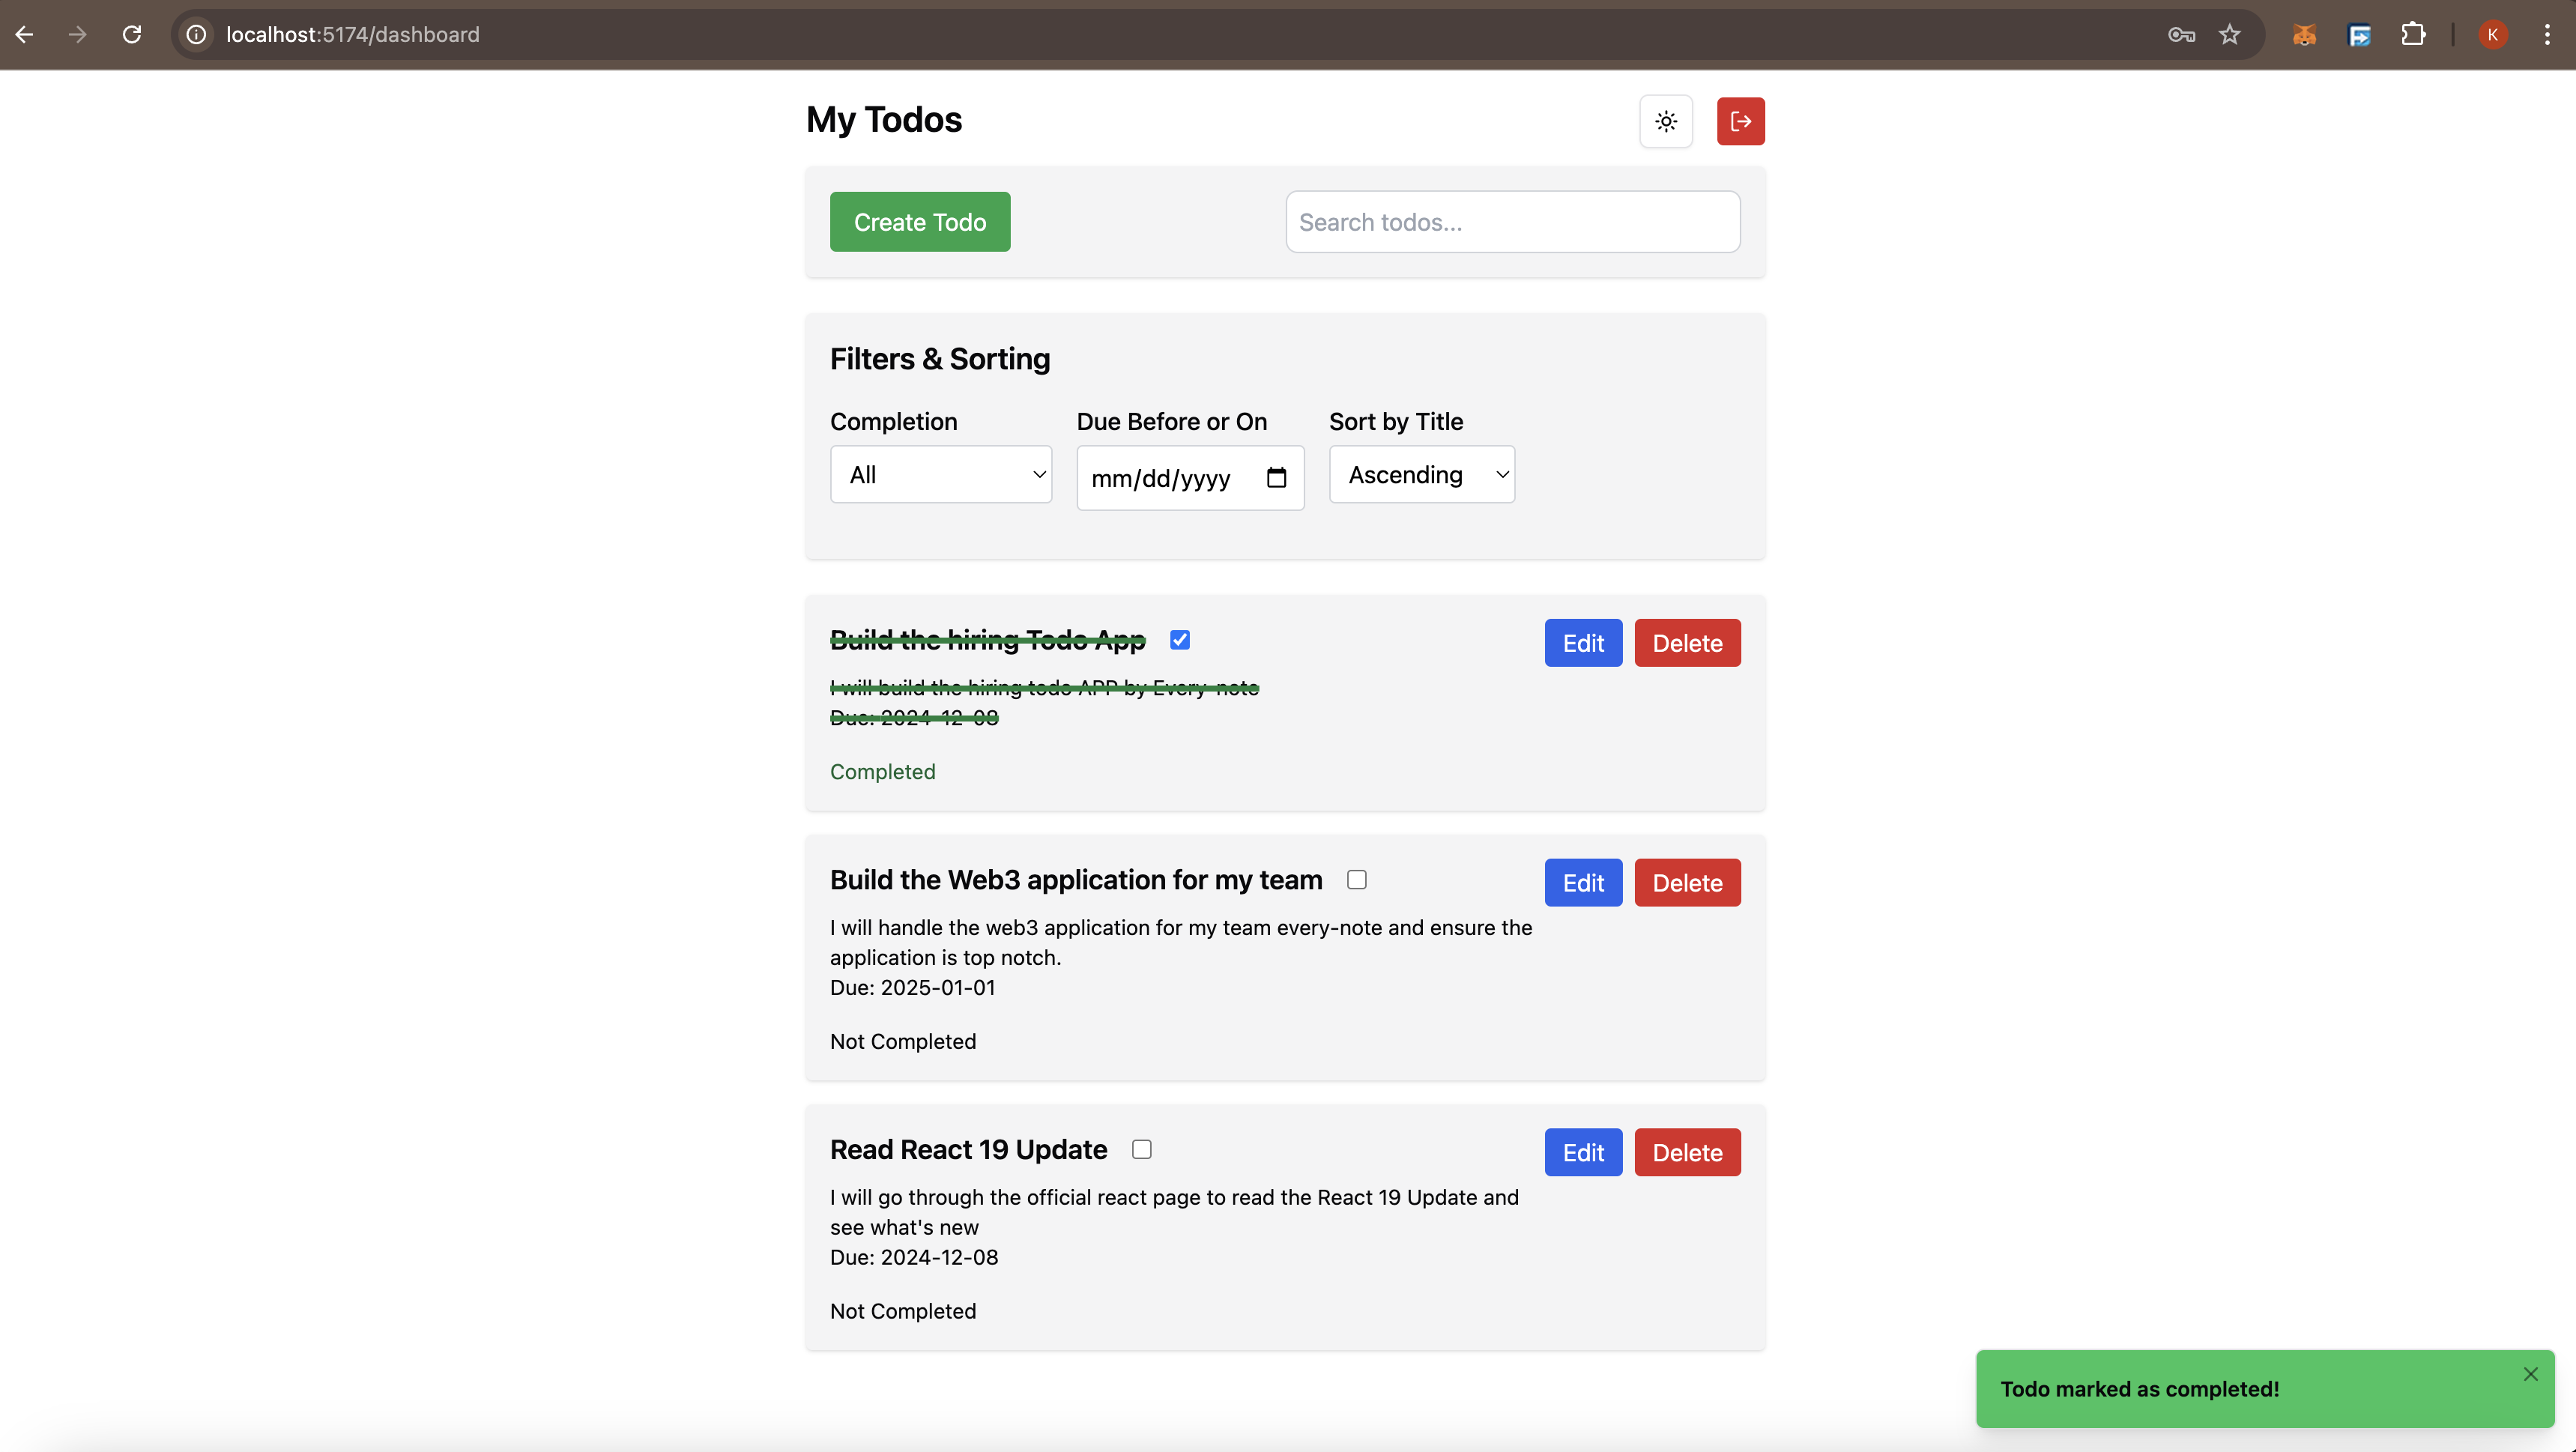 localhost:5174/dashboard
K
My Todos
Create Todo
Search todos...
Filters & Sorting
Completion
Due Before or On
Sort by Title
All
mm/dd/yyyy
Ascending
Build the hiring Todo App
Edit
Delete
I will build the hiring todo APP by Every-note
Due: 2024-12-08
Completed
Build the Web3 application for my team
Edit
Delete
I will handle the web3 application for my team every-note and ensure the
application is top notch.
Due: 2025-01-01
Not Completed
Read React 19 Update
Edit
Delete
I will go through the official react page to read the React 19 Update and
see what's new
Due: 2024-12-08
Not Completed
Todo marked as completed!